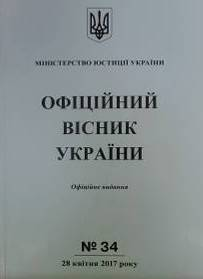 МІНІСТЕРСТВО ЮСТИЦІЇ УКРАЇНИ
ОФІЦІЙНИЙ
ВІСНИК
УКРАЇНИ
Офіційне видання
№ 34
28 квітня 2017 року